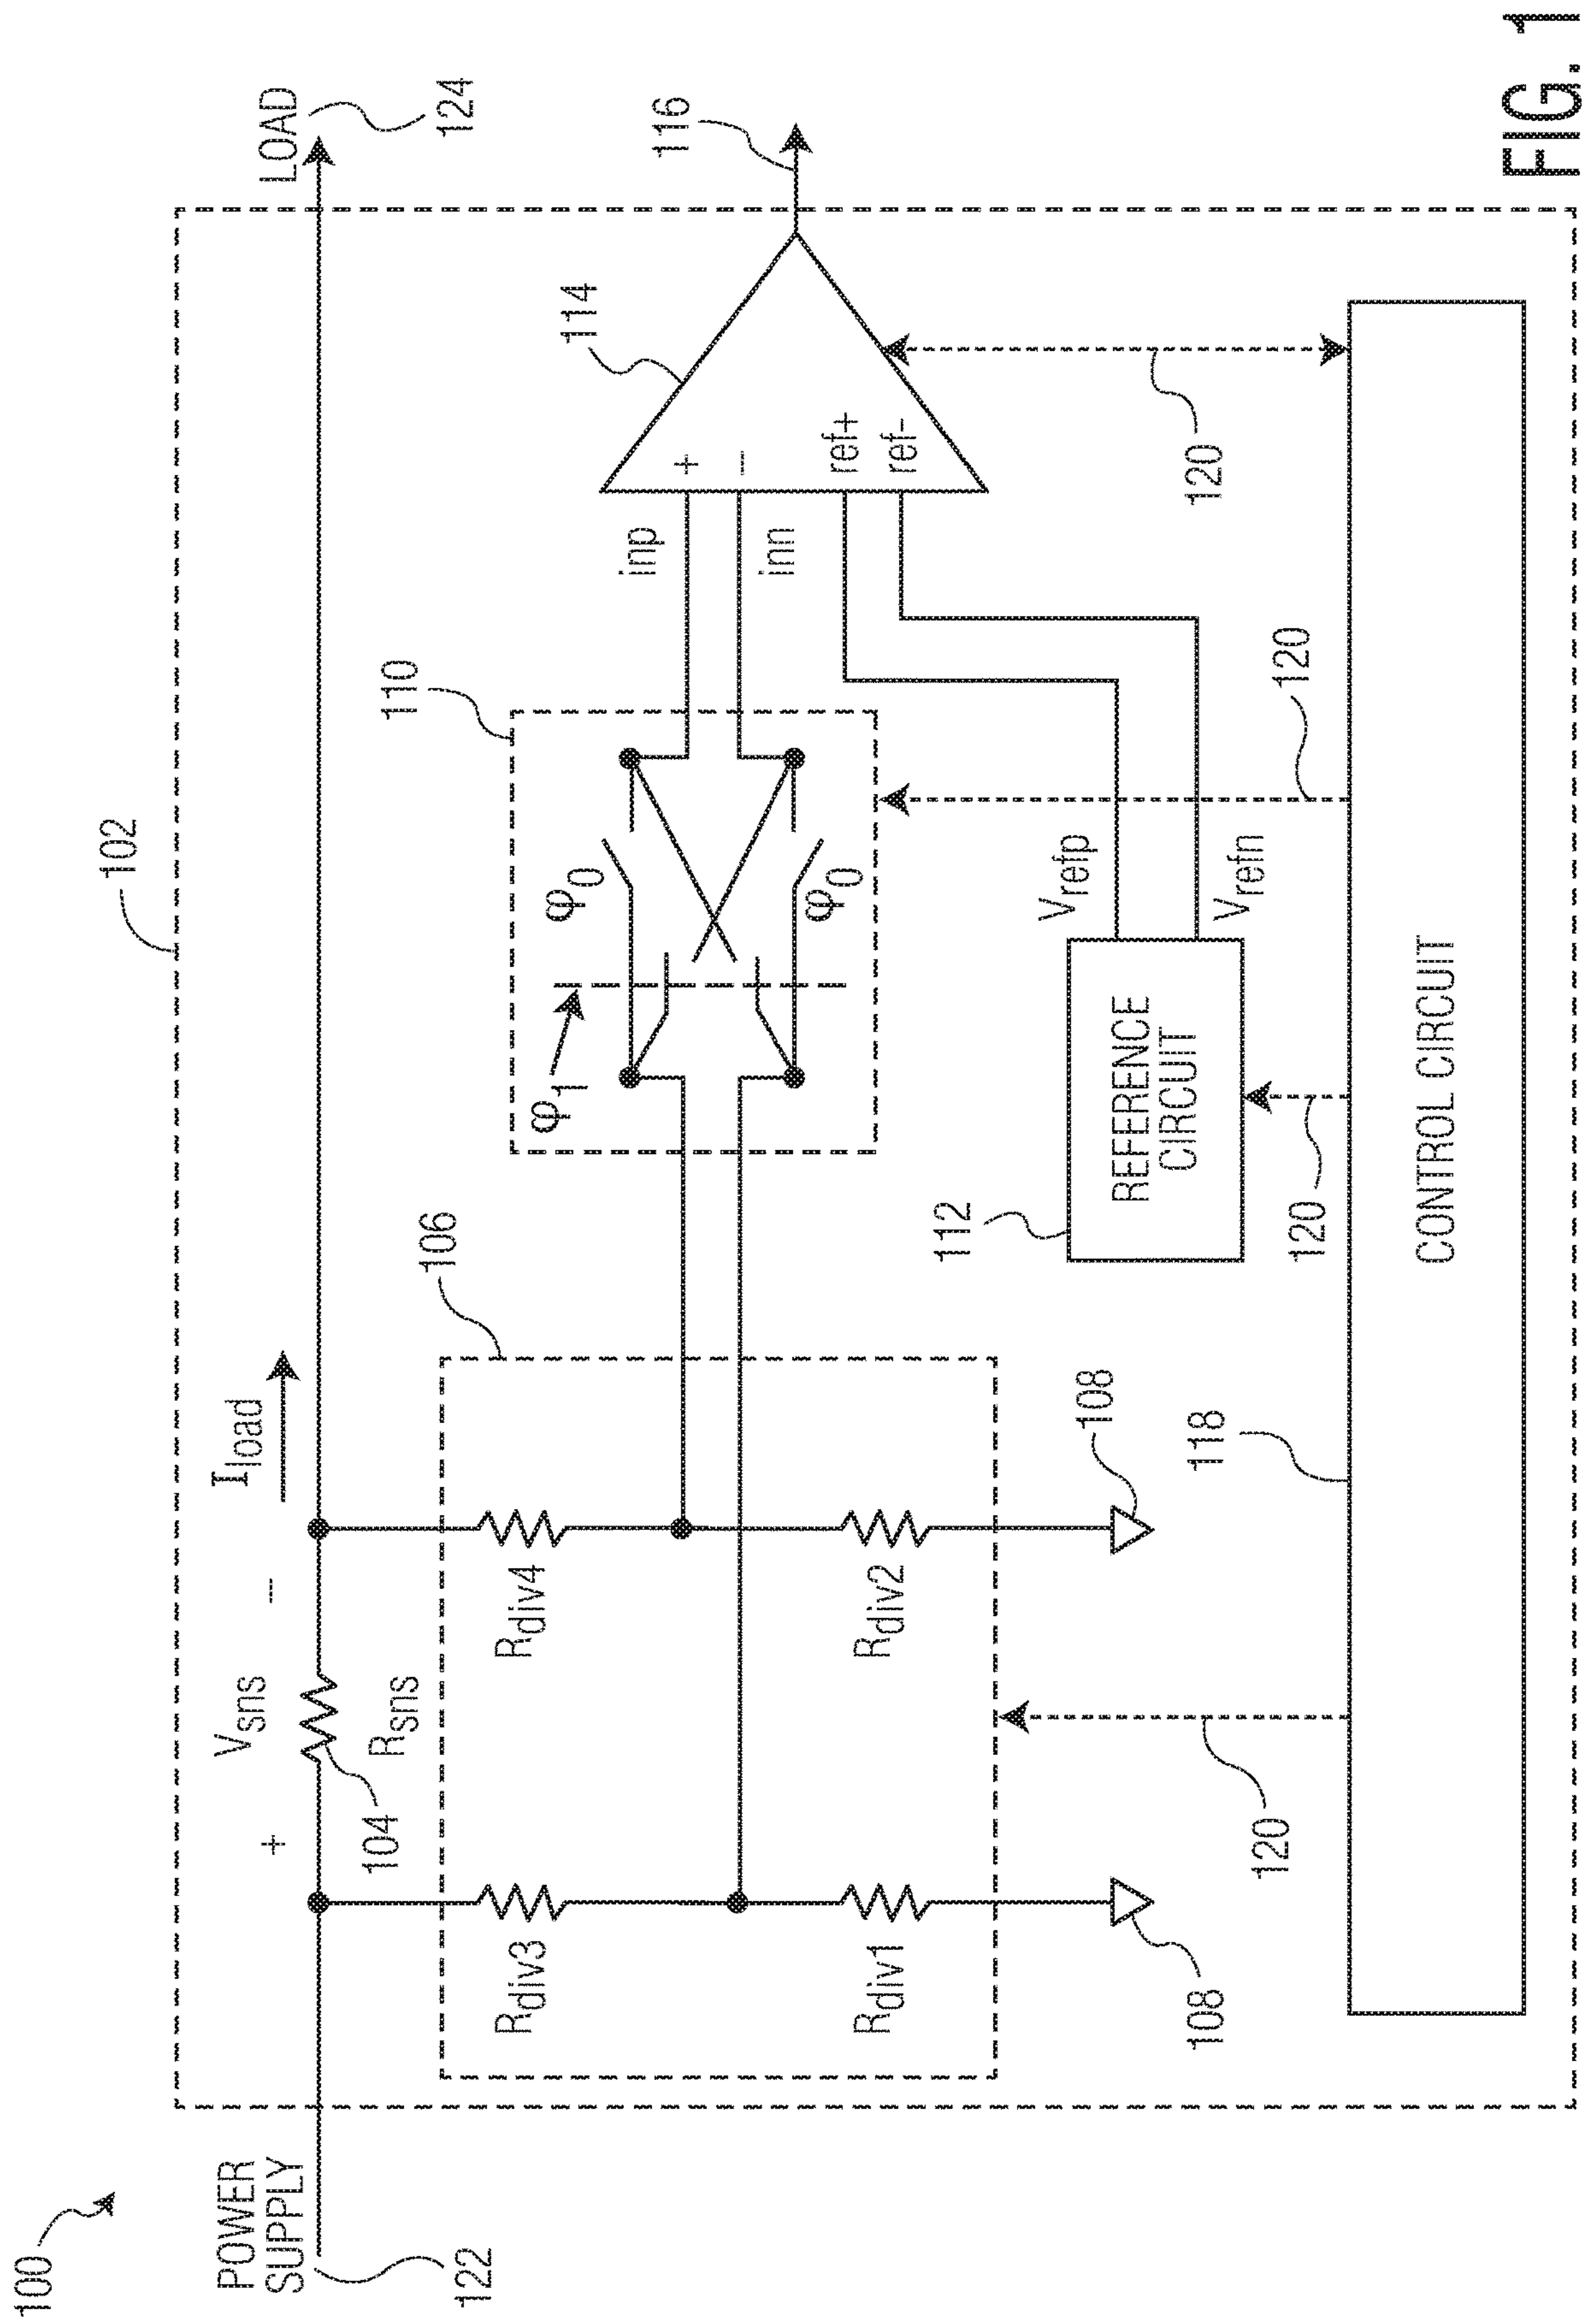 100
102
POWER
SUPPLY
122
+ Vsns −
Iload
LOAD
124
104
Rsns
106
Rdiv3
Rdiv4
Rdiv1
Rdiv2
108
108
110
φ1
φ0
φ0
inp
inn
114
+
−
ref+
ref-
116
112
REFERENCE
CIRCUIT
Vrefp
Vrefn
120
120
120
120
118
CONTROL CIRCUIT
FIG. 1